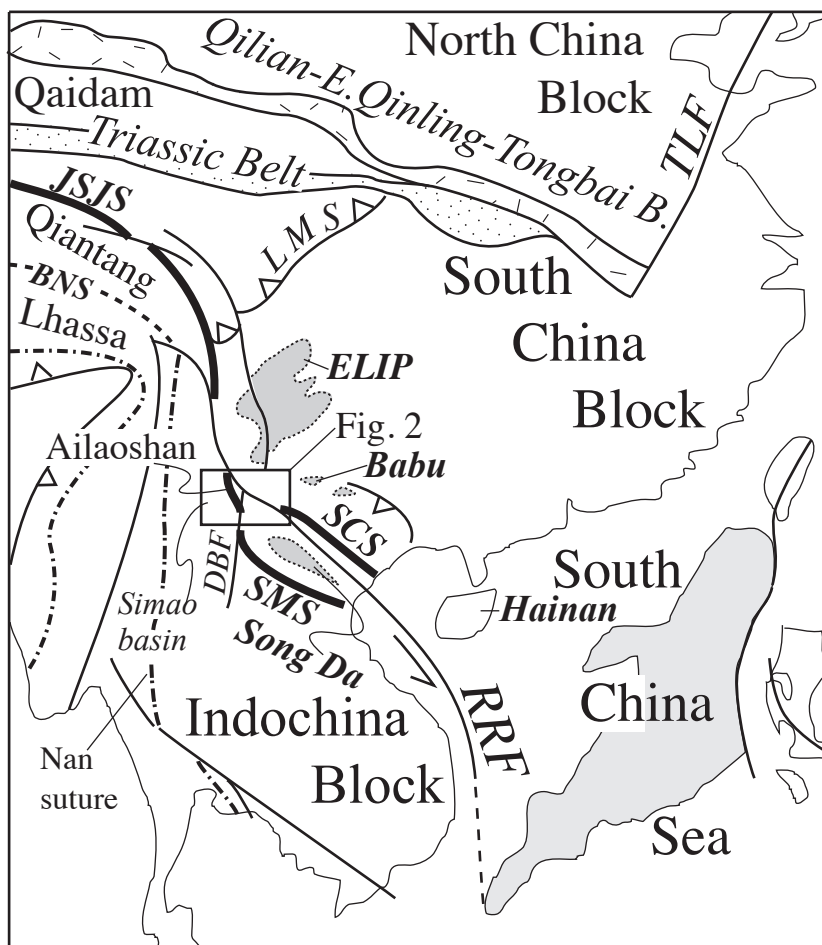 North China
Block
Qilian-E.Qinling-Tongbai B.
TLF
Qaidam
Triassic Belt
JSJS
LMS
Qiantang
BNS
Lhassa
South
China
Block
ELIP
Fig. 2
Ailaoshan
Babu
SCS
DBF
SMS
Song Da
Simao
basin
South
China
Sea
Hainan
RRF
Indochina
Block
Nan
suture